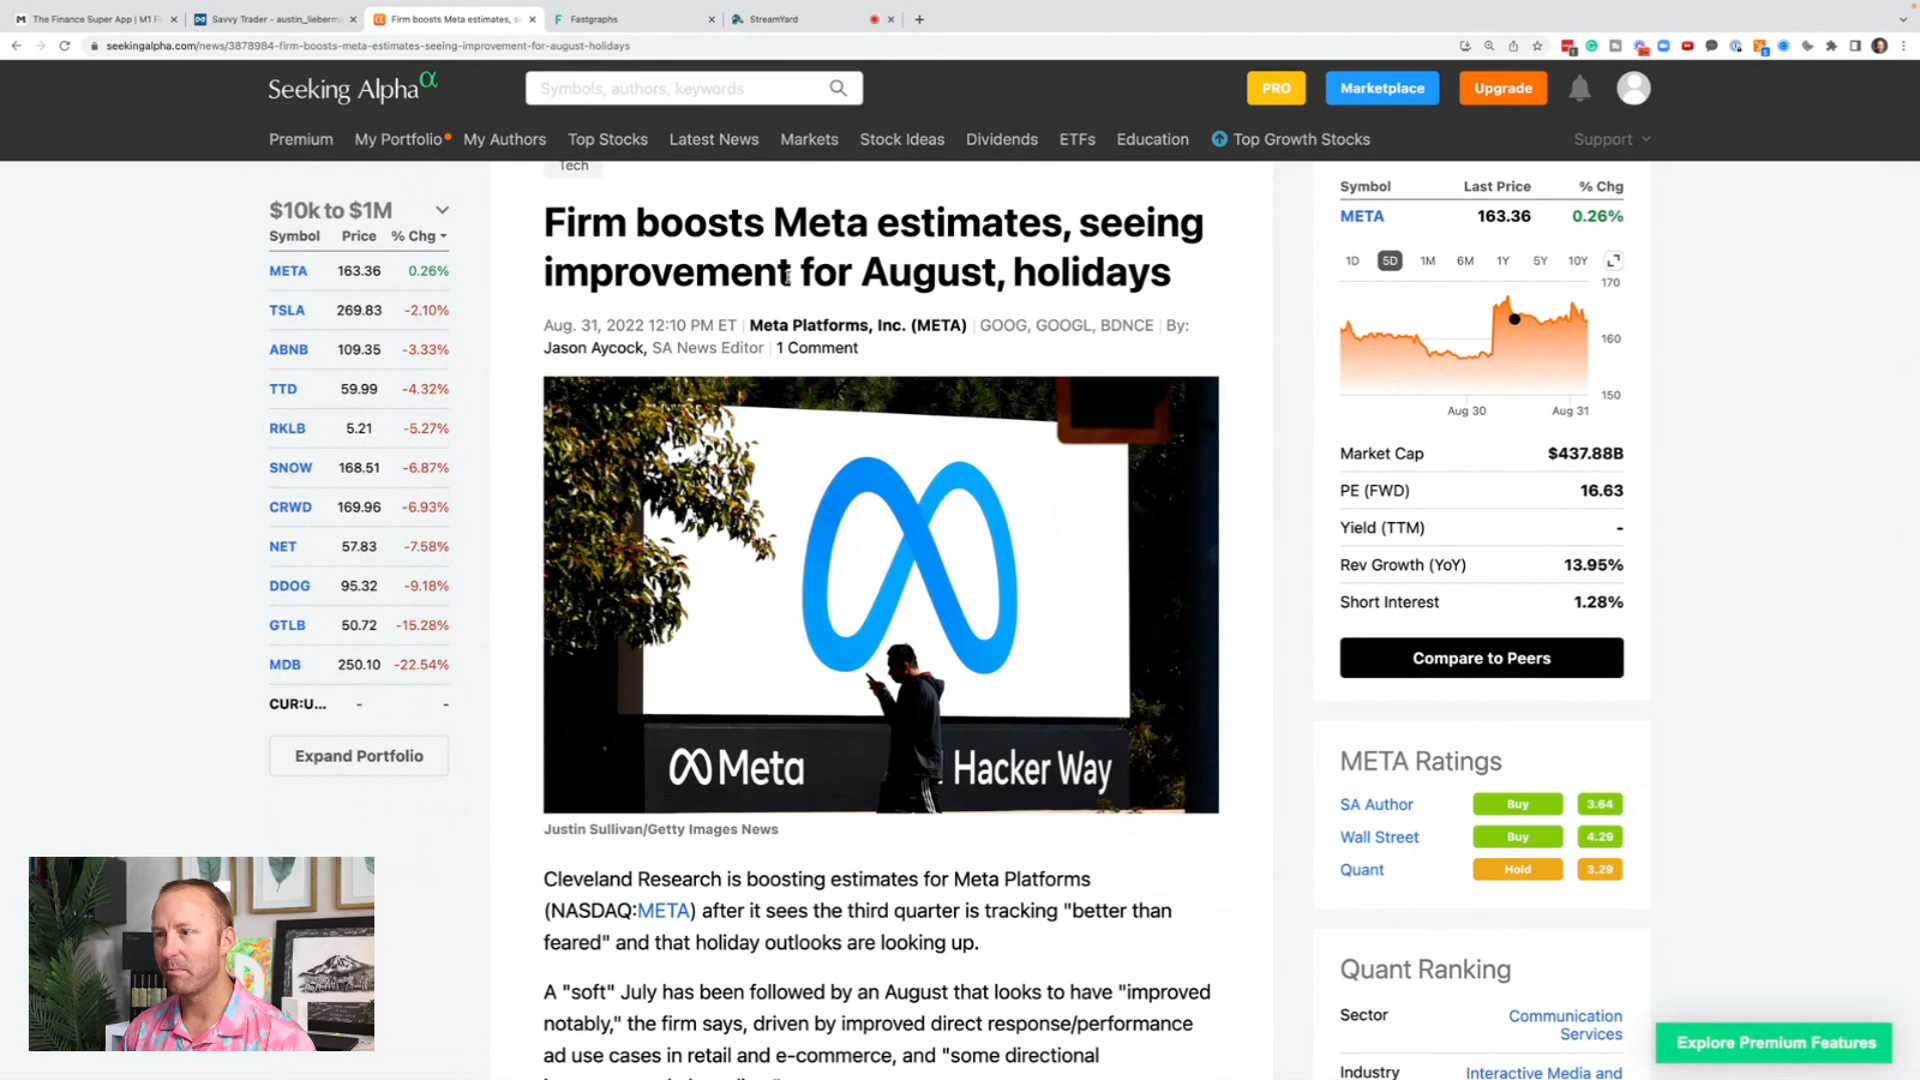 The Finance Super App | M1 Fi
Savvy Trader - austin_lieberma
Firm boosts Meta estimates, s
Fastgraphs
StreamYard
seekingalpha.com/news/3878984-firm-boosts-meta-estimates-seeing-improvement-for-august-holidays
Seeking Alpha α
Symbols, authors, keywords
PRO
Marketplace
Upgrade
Premium My Portfolio My Authors Top Stocks Latest News Markets Stock Ideas Dividends ETFs Education Top Growth Stocks Support
$10k to $1M
Symbol Price % Chg
META 163.36 0.26%
TSLA 269.83 -2.10%
ABNB 109.35 -3.33%
TTD 59.99 -4.32%
RKLB 5.21 -5.27%
SNOW 168.51 -6.87%
CRWD 169.96 -6.93%
NET 57.83 -7.58%
DDOG 95.32 -9.18%
GTLB 50.72 -15.28%
MDB 250.10 -22.54%
CUR:U... - -
Expand Portfolio
Tech
Firm boosts Meta estimates, seeing
improvement for August, holidays
Aug. 31, 2022 12:10 PM ET | Meta Platforms, Inc. (META) | GOOG, GOOGL, BDNCE | By:
Jason Aycock, SA News Editor | 1 Comment
Meta
Hacker Way
Justin Sullivan/Getty Images News
Cleveland Research is boosting estimates for Meta Platforms
(NASDAQ:META) after it sees the third quarter is tracking "better than
feared" and that holiday outlooks are looking up.
A "soft" July has been followed by an August that looks to have "improved
notably," the firm says, driven by improved direct response/performance
ad use cases in retail and e-commerce, and "some directional
Symbol Last Price % Chg
META 163.36 0.26%
1D 5D 1M 6M 1Y 5Y 10Y
170
160
150
Aug 30 Aug 31
Market Cap $437.88B
PE (FWD) 16.63
Yield (TTM) -
Rev Growth (YoY) 13.95%
Short Interest 1.28%
Compare to Peers
META Ratings
SA Author Buy 3.64
Wall Street Buy 4.29
Quant Hold 3.29
Quant Ranking
Sector Communication
Services
Industry Interactive Media and
Explore Premium Features